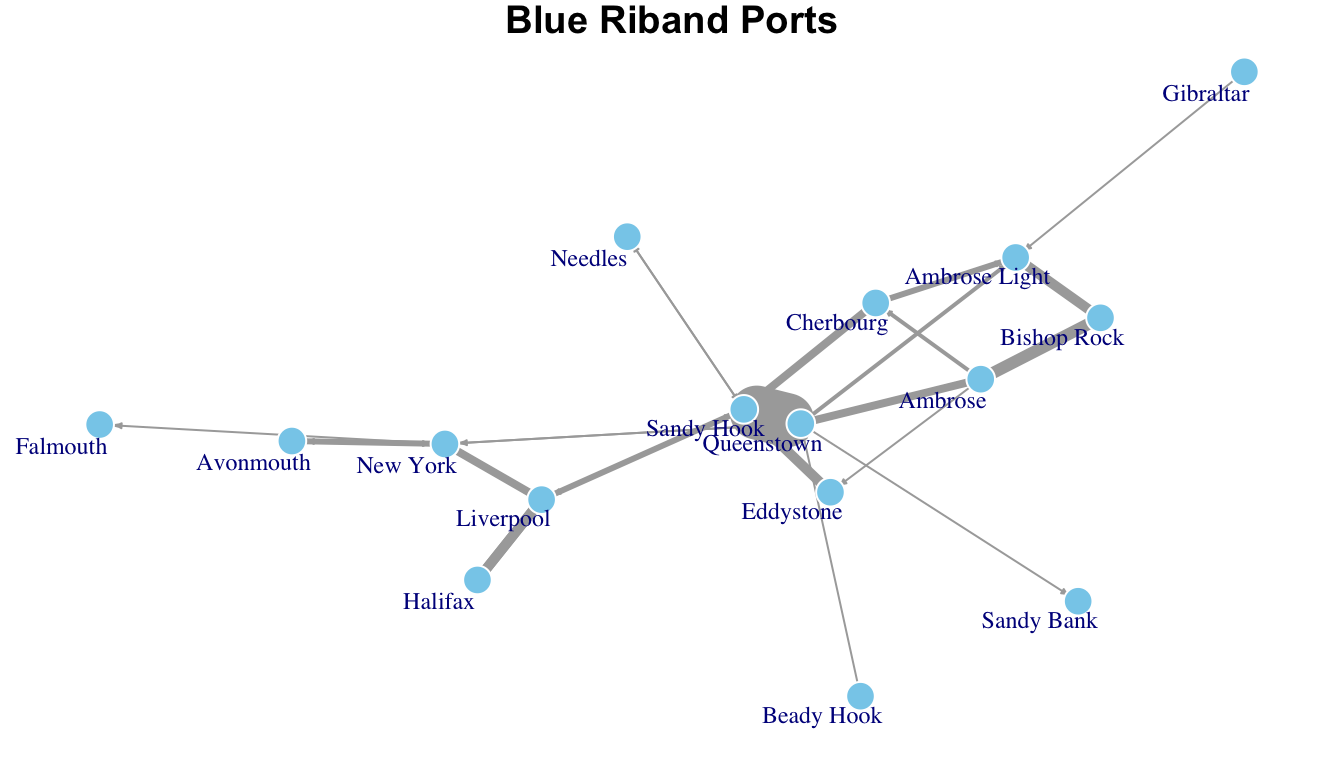 Blue Riband Ports
Gibraltar
Needles
Ambrose Light
Cherbourg
Bishop Rock
Ambrose
Sandy Hook
Queenstown
Falmouth
Avonmouth
New York
Eddystone
Liverpool
Halifax
Sandy Bank
Beady Hook